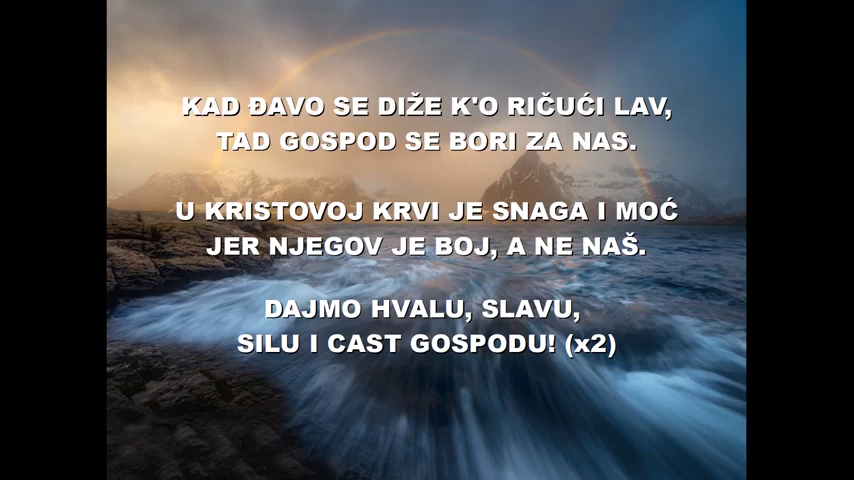 KAD ĐAVO SE DIŽE K'O RIČUĆI LAV,
TAD GOSPOD SE BORI ZA NAS.
U KRISTOVOJ KRVI JE SNAGA I MOĆ
JER NJEGOV JE BOJ, A NE NAŠ.
DAJMO HVALU, SLAVU,
SILU I CAST GOSPODU! (x2)